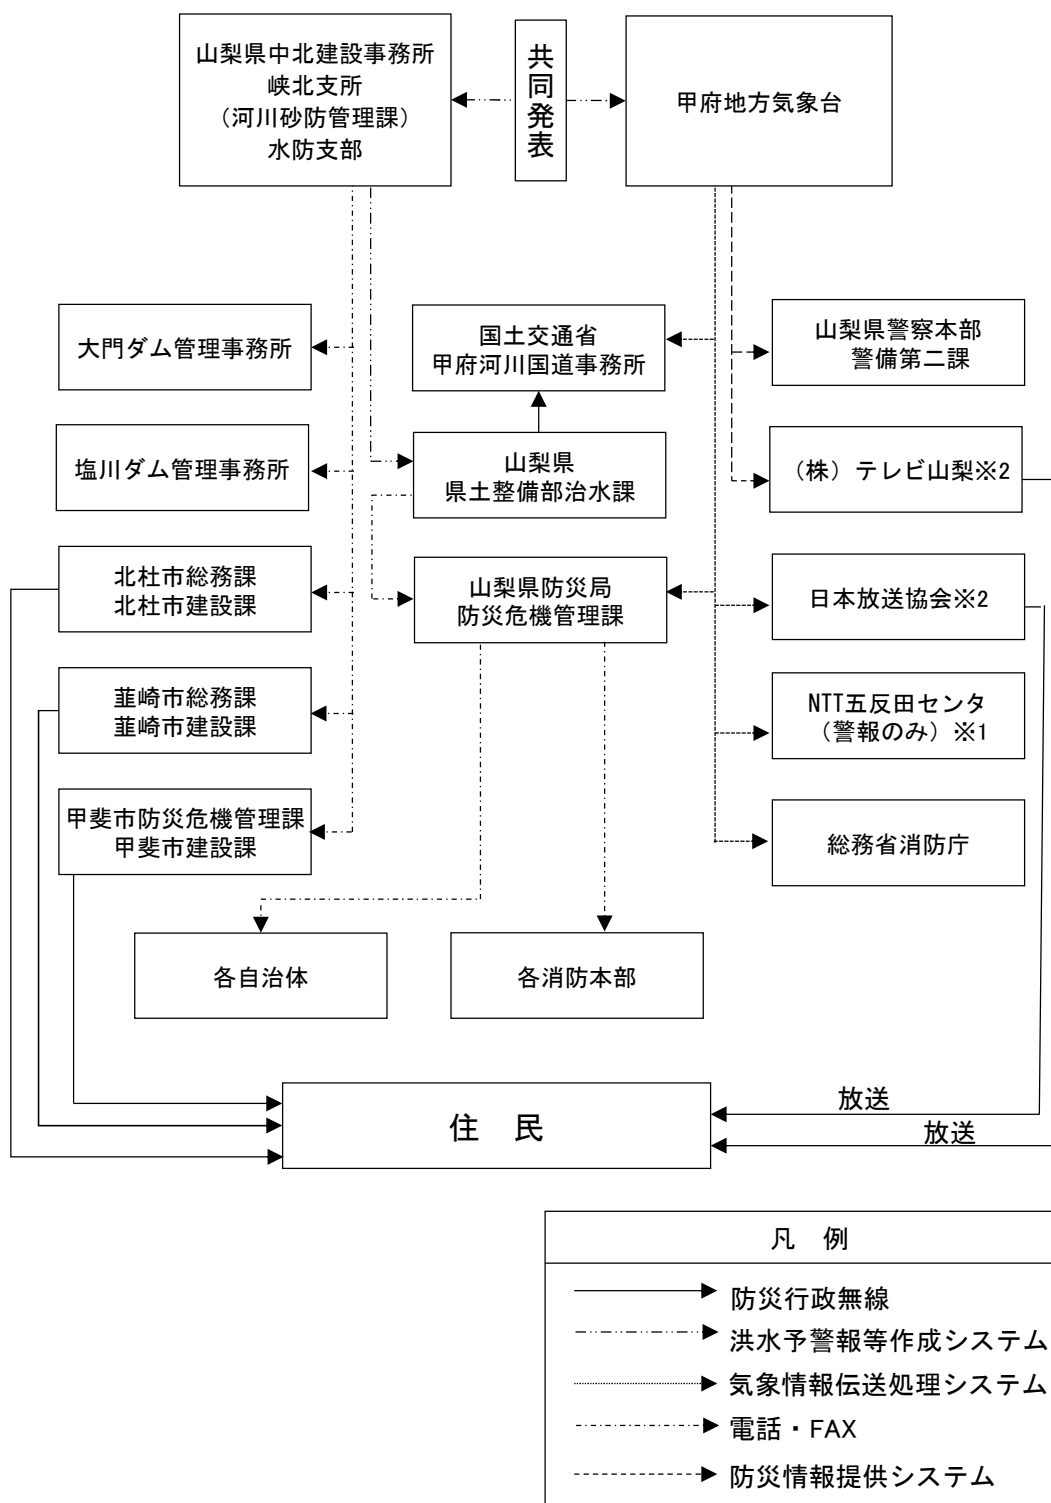 山梨県中北建設事務所
峡北支所
（河川砂防管理課）
水防支部
共同発表
甲府地方気象台
大門ダム管理事務所
国土交通省
甲府河川国道事務所
山梨県警察本部
警備第二課
塩川ダム管理事務所
山梨県
県土整備部治水課
（株）テレビ山梨※2
北杜市総務課
北杜市建設課
山梨県防災局
防災危機管理課
日本放送協会※2
韮崎市総務課
韮崎市建設課
NTT五反田センタ
（警報のみ）※1
甲斐市防災危機管理課
甲斐市建設課
総務省消防庁
各自治体
各消防本部
住　民
放送
放送
凡　例
防災行政無線
洪水予警報等作成システム
気象情報伝送処理システム
電話・FAX
防災情報提供システム